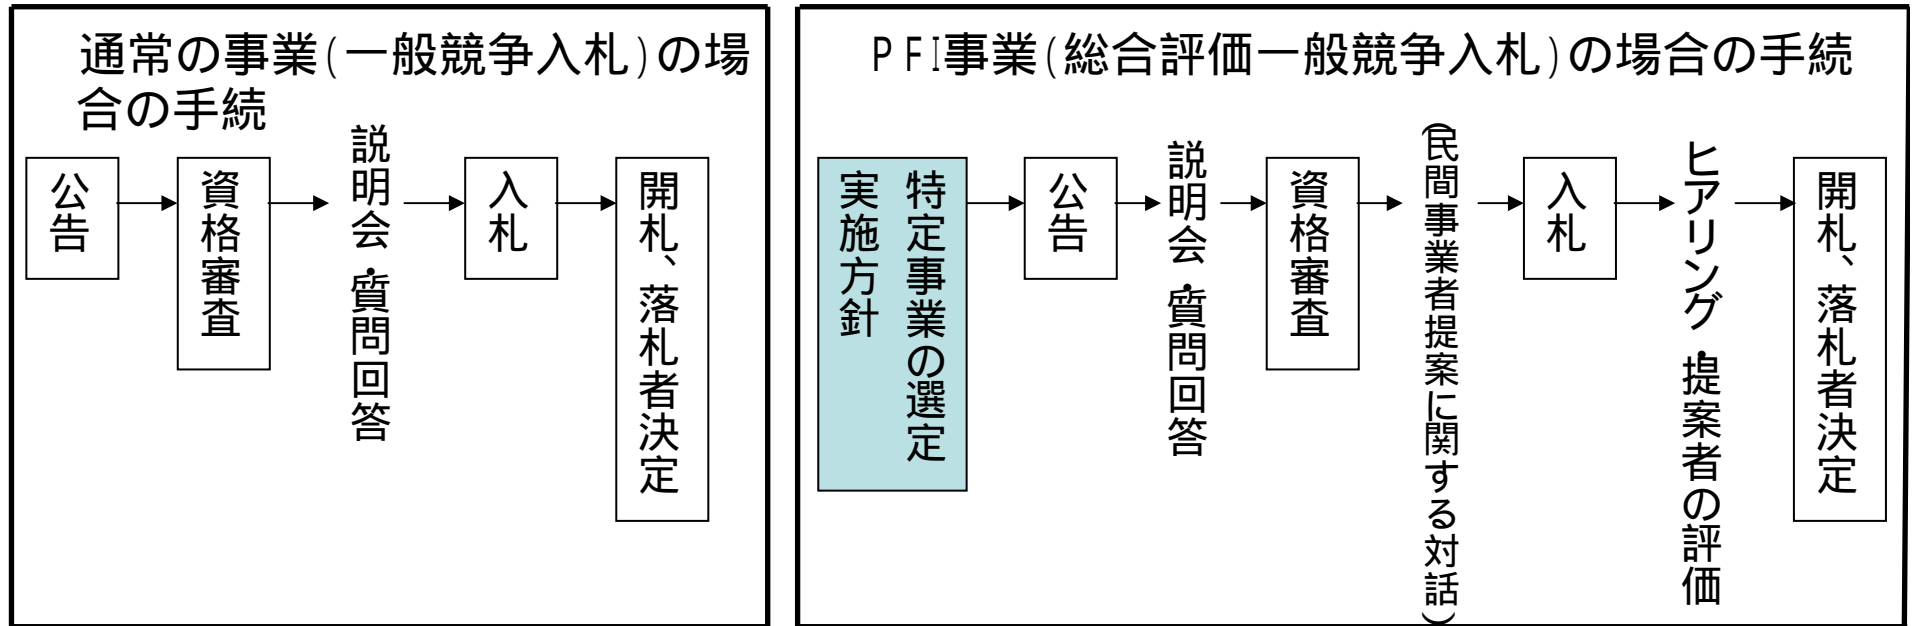 通常の事業(一般競争入札)の場
合の手続
公告
資格審査
説明会・質問回答
入札
開札、落札者決定
PFI事業(総合評価一般競争入札)の場合の手続
特定事業の選定
実施方針
公告
説明会・質問回答
資格審査
(民間事業者提案に関する対話)
入札
ヒアリング・提案者の評価
開札、落札者決定